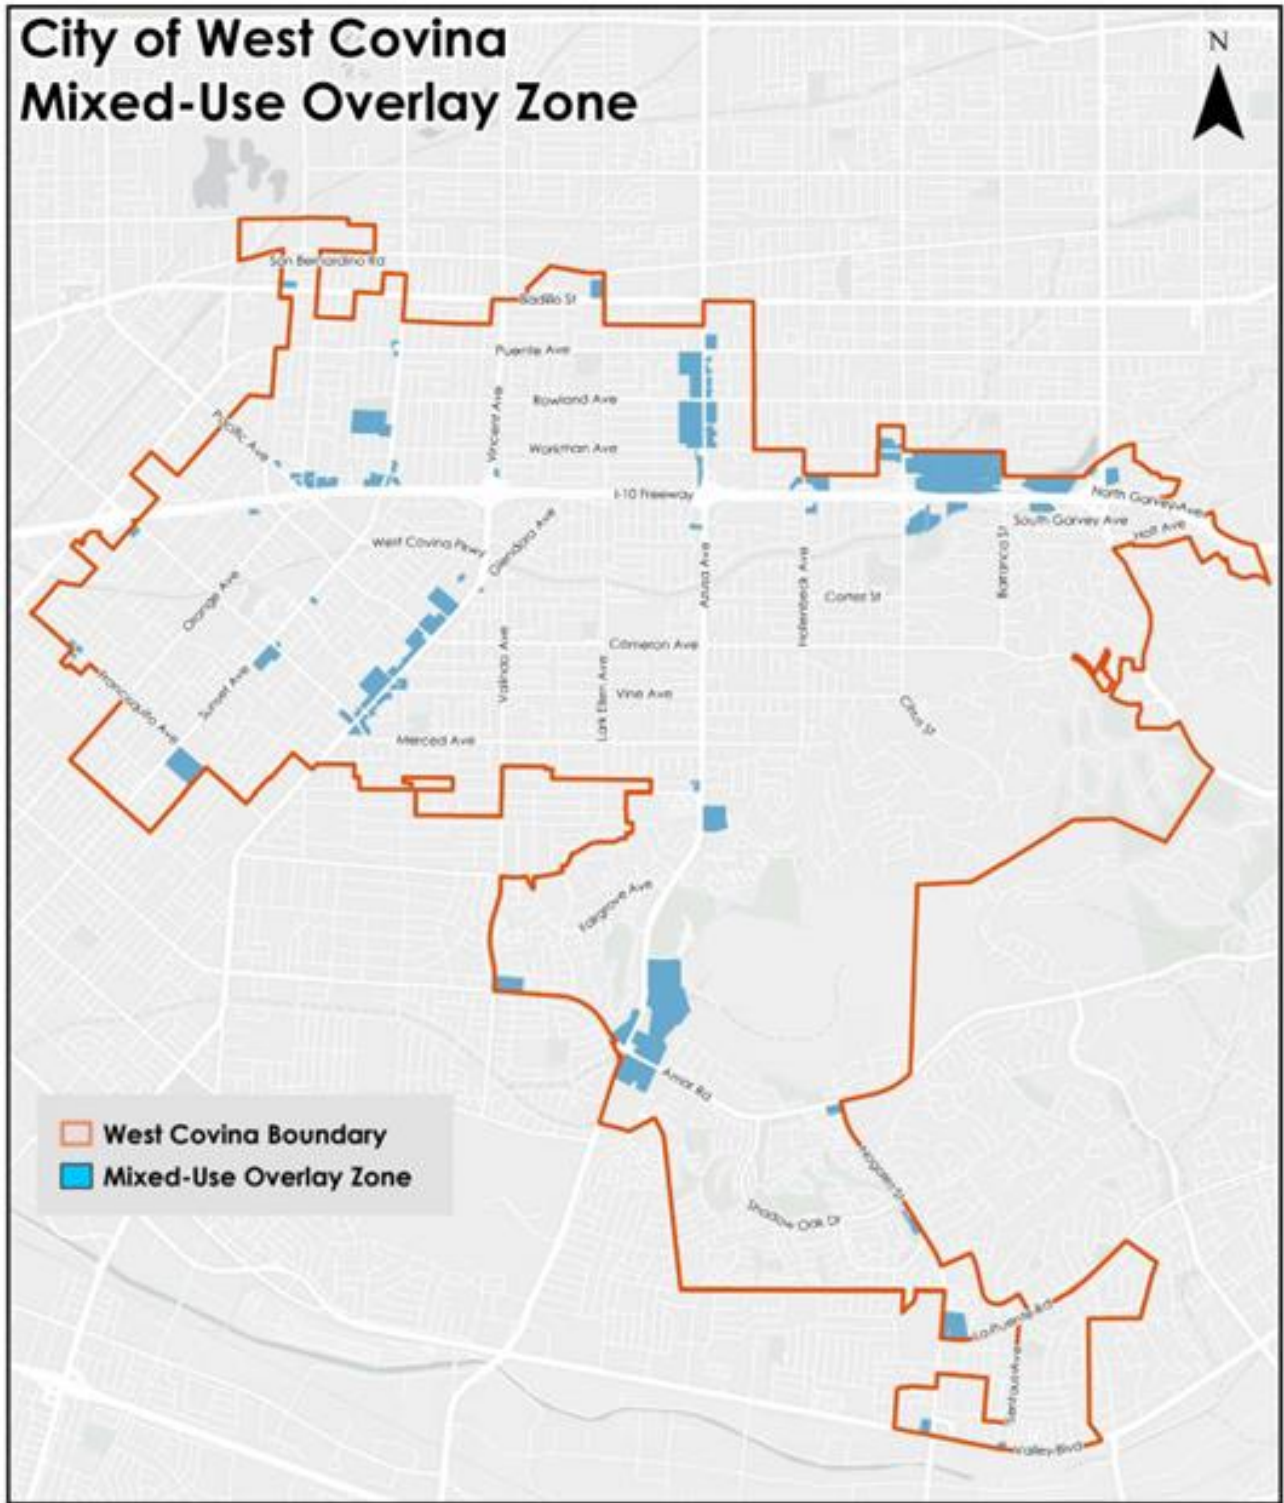 City of West Covina
Mixed-Use Overlay Zone
N
San Bernardino Rd
Badillo St
Puente Ave
Rowland Ave
Vincent Ave
Pacific Ave
Workman Ave
I-10 Freeway
North Garvey Ave
South Garvey Ave
Holt Ave
West Covina Pkwy
Glendora Ave
Azusa Ave
Hollenbeck Ave
Barranca St
Orange Ave
Cortez St
Cameron Ave
Valinda Ave
Lark Ellen Ave
Vine Ave
Sunset Ave
Francisquito Ave
Citrus St
Merced Ave
Fairgrove Ave
Amar Rd
West Covina Boundary
Mixed-Use Overlay Zone
Nogales St
Shadow Oak Dr
La Puente Rd
Sentous Ave
Valley Blvd